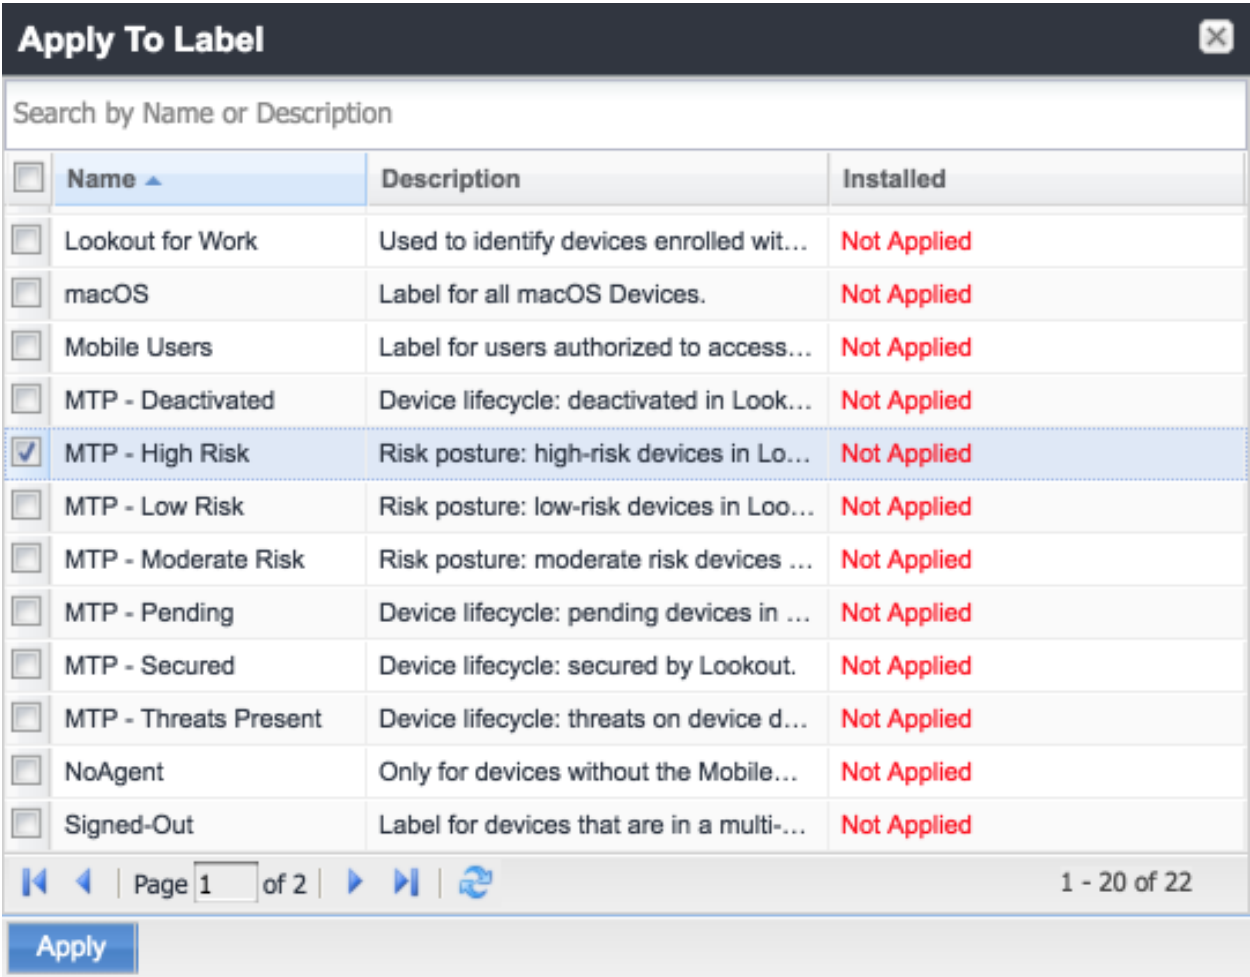 Apply To Label
Search by Name or Description
Name Description Installed
Lookout for Work Used to identify devices enrolled wit... Not Applied
macOS Label for all macOS Devices. Not Applied
Mobile Users Label for users authorized to access... Not Applied
MTP - Deactivated Device lifecycle: deactivated in Look... Not Applied
MTP - High Risk Risk posture: high-risk devices in Lo... Not Applied
MTP - Low Risk Risk posture: low-risk devices in Loo... Not Applied
MTP - Moderate Risk Risk posture: moderate risk devices ... Not Applied
MTP - Pending Device lifecycle: pending devices in ... Not Applied
MTP - Secured Device lifecycle: secured by Lookout. Not Applied
MTP - Threats Present Device lifecycle: threats on device d... Not Applied
NoAgent Only for devices without the Mobile... Not Applied
Signed-Out Label for devices that are in a multi-... Not Applied
Page 1 of 2 1 - 20 of 22
Apply